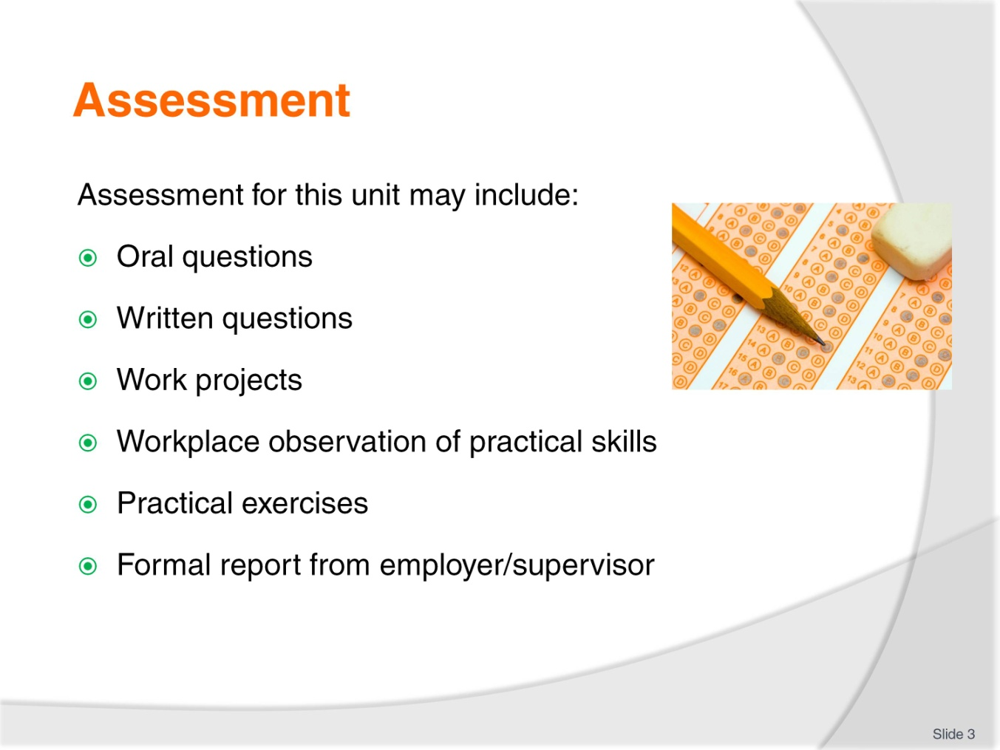 Assessment
Assessment for this unit may include:
Oral questions
Written questions
Work projects
Workplace observation of practical skills
Practical exercises
Formal report from employer/supervisor
Slide 3